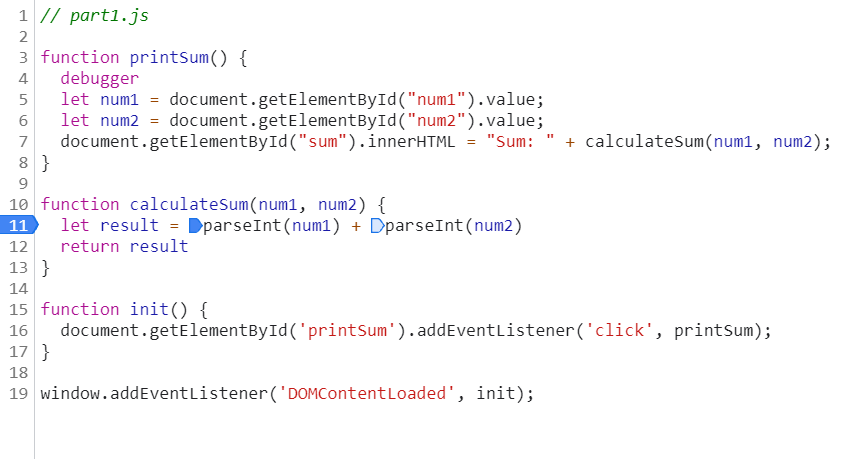 1 // part1.js
2
3 function printSum() {
4   debugger
5   let num1 = document.getElementById("num1").value;
6   let num2 = document.getElementById("num2").value;
7   document.getElementById("sum").innerHTML = "Sum: " + calculateSum(num1, num2);
8 }
9
10 function calculateSum(num1, num2) {
11   let result = parseInt(num1) + parseInt(num2)
12   return result
13 }
14
15 function init() {
16   document.getElementById('printSum').addEventListener('click', printSum);
17 }
18
19 window.addEventListener('DOMContentLoaded', init);